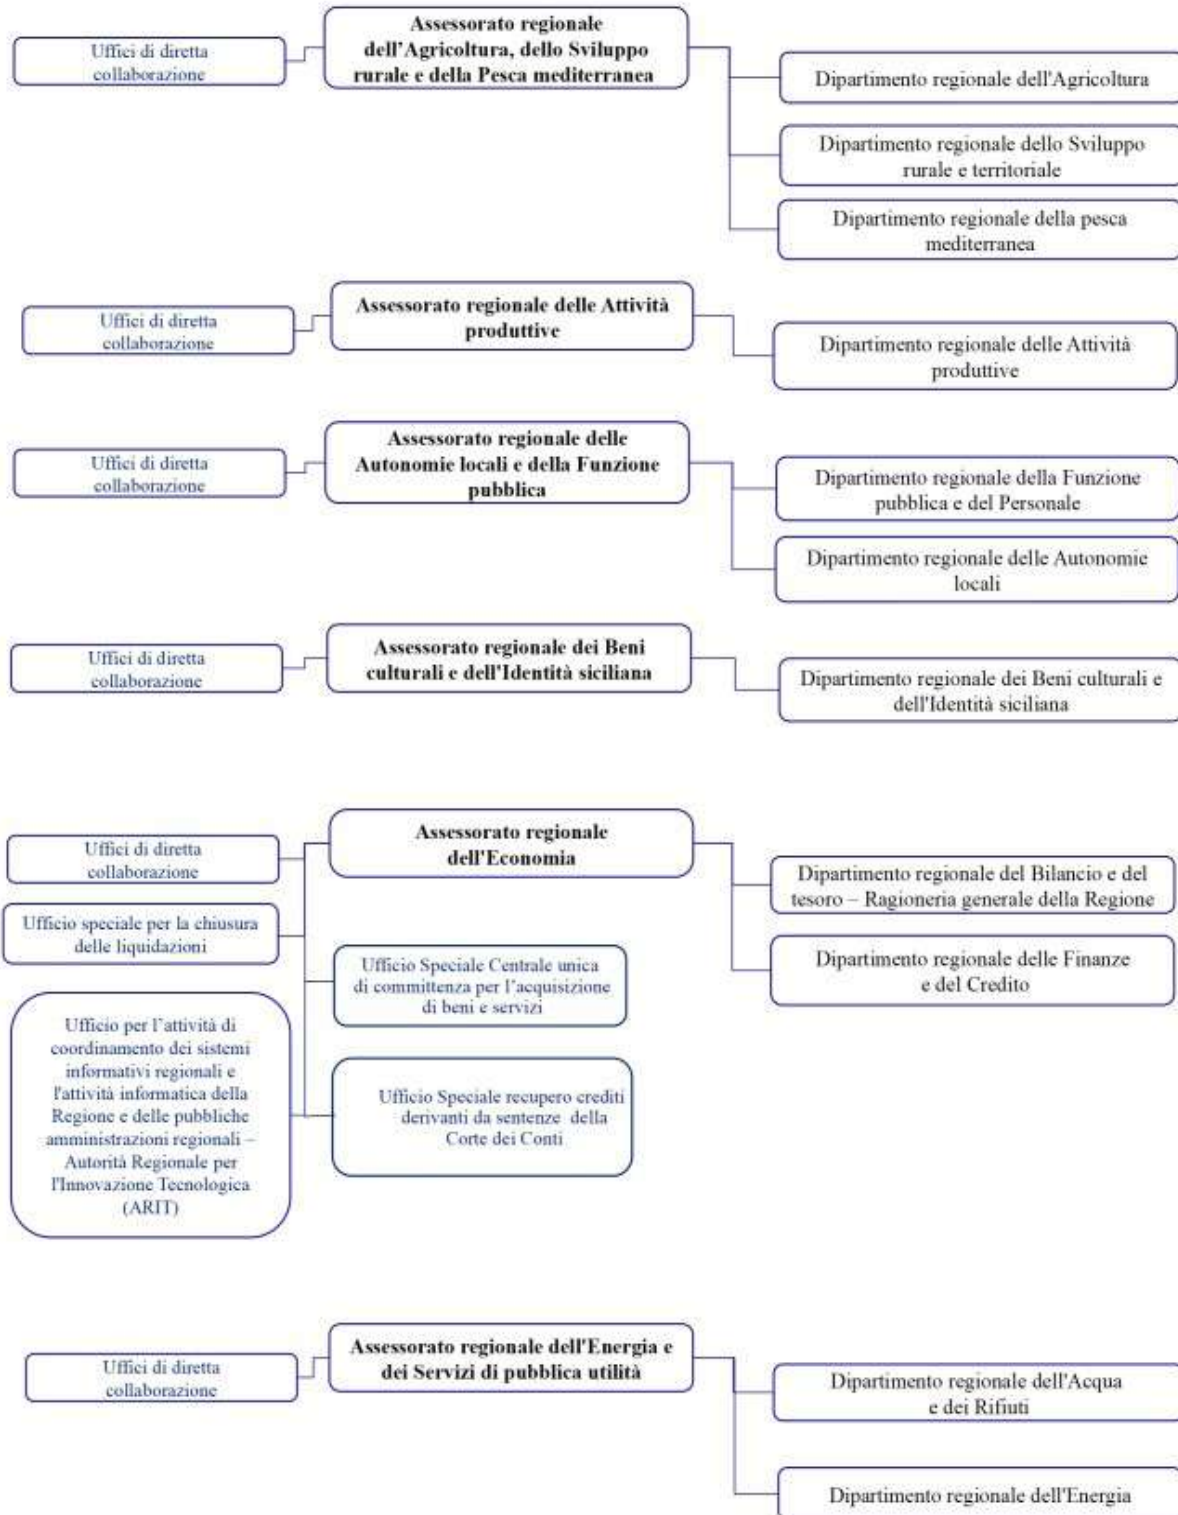 Assessorato regionale
dell'Agricoltura, dello Sviluppo
rurale e della Pesca mediterranea
Uffici di diretta
collaborazione
Dipartimento regionale dell'Agricoltura
Dipartimento regionale dello Sviluppo
rurale e territoriale
Dipartimento regionale della pesca
mediterranea
Assessorato regionale delle Attività
produttive
Uffici di diretta
collaborazione
Dipartimento regionale delle Attività
produttive
Assessorato regionale delle
Autonomie locali e della Funzione
pubblica
Uffici di diretta
collaborazione
Dipartimento regionale della Funzione
pubblica e del Personale
Dipartimento regionale delle Autonomie
locali
Assessorato regionale dei Beni
culturali e dell'Identità siciliana
Uffici di diretta
collaborazione
Dipartimento regionale dei Beni culturali e
dell'Identità siciliana
Assessorato regionale
dell'Economia
Uffici di diretta
collaborazione
Dipartimento regionale del Bilancio e del
tesoro – Ragioneria generale della Regione
Ufficio speciale per la chiusura
delle liquidazioni
Dipartimento regionale delle Finanze
e del Credito
Ufficio Speciale Centrale unica
di committenza per l’acquisizione
di beni e servizi
Ufficio per l’attività di
coordinamento dei sistemi
informativi regionali e
l'attività informatica della
Regione e delle pubbliche
amministrazioni regionali –
Autorità Regionale per
l'Innovazione Tecnologica
(ARIT)
Ufficio Speciale recupero crediti
derivanti da sentenze della
Corte dei Conti
Assessorato regionale dell'Energia e
dei Servizi di pubblica utilità
Uffici di diretta
collaborazione
Dipartimento regionale dell'Acqua
e dei Rifiuti
Dipartimento regionale dell'Energia